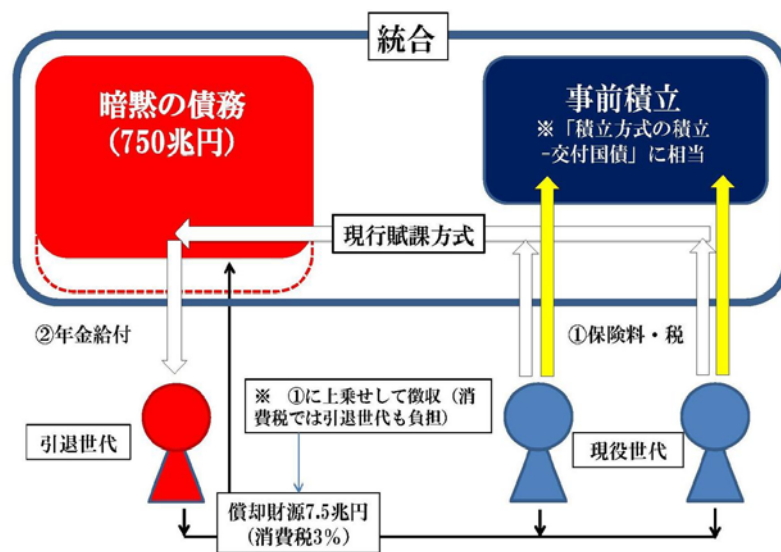 統合
暗黙の債務
(750兆円)
事前積立
※「積立方式の積立
-交付国債」に相当
現行賦課方式
②年金給付
①保険料・税
※ ①に上乗せして徴収（消
費税では引退世代も負担）
引退世代
現役世代
償却財源7.5兆円
（消費税3%）